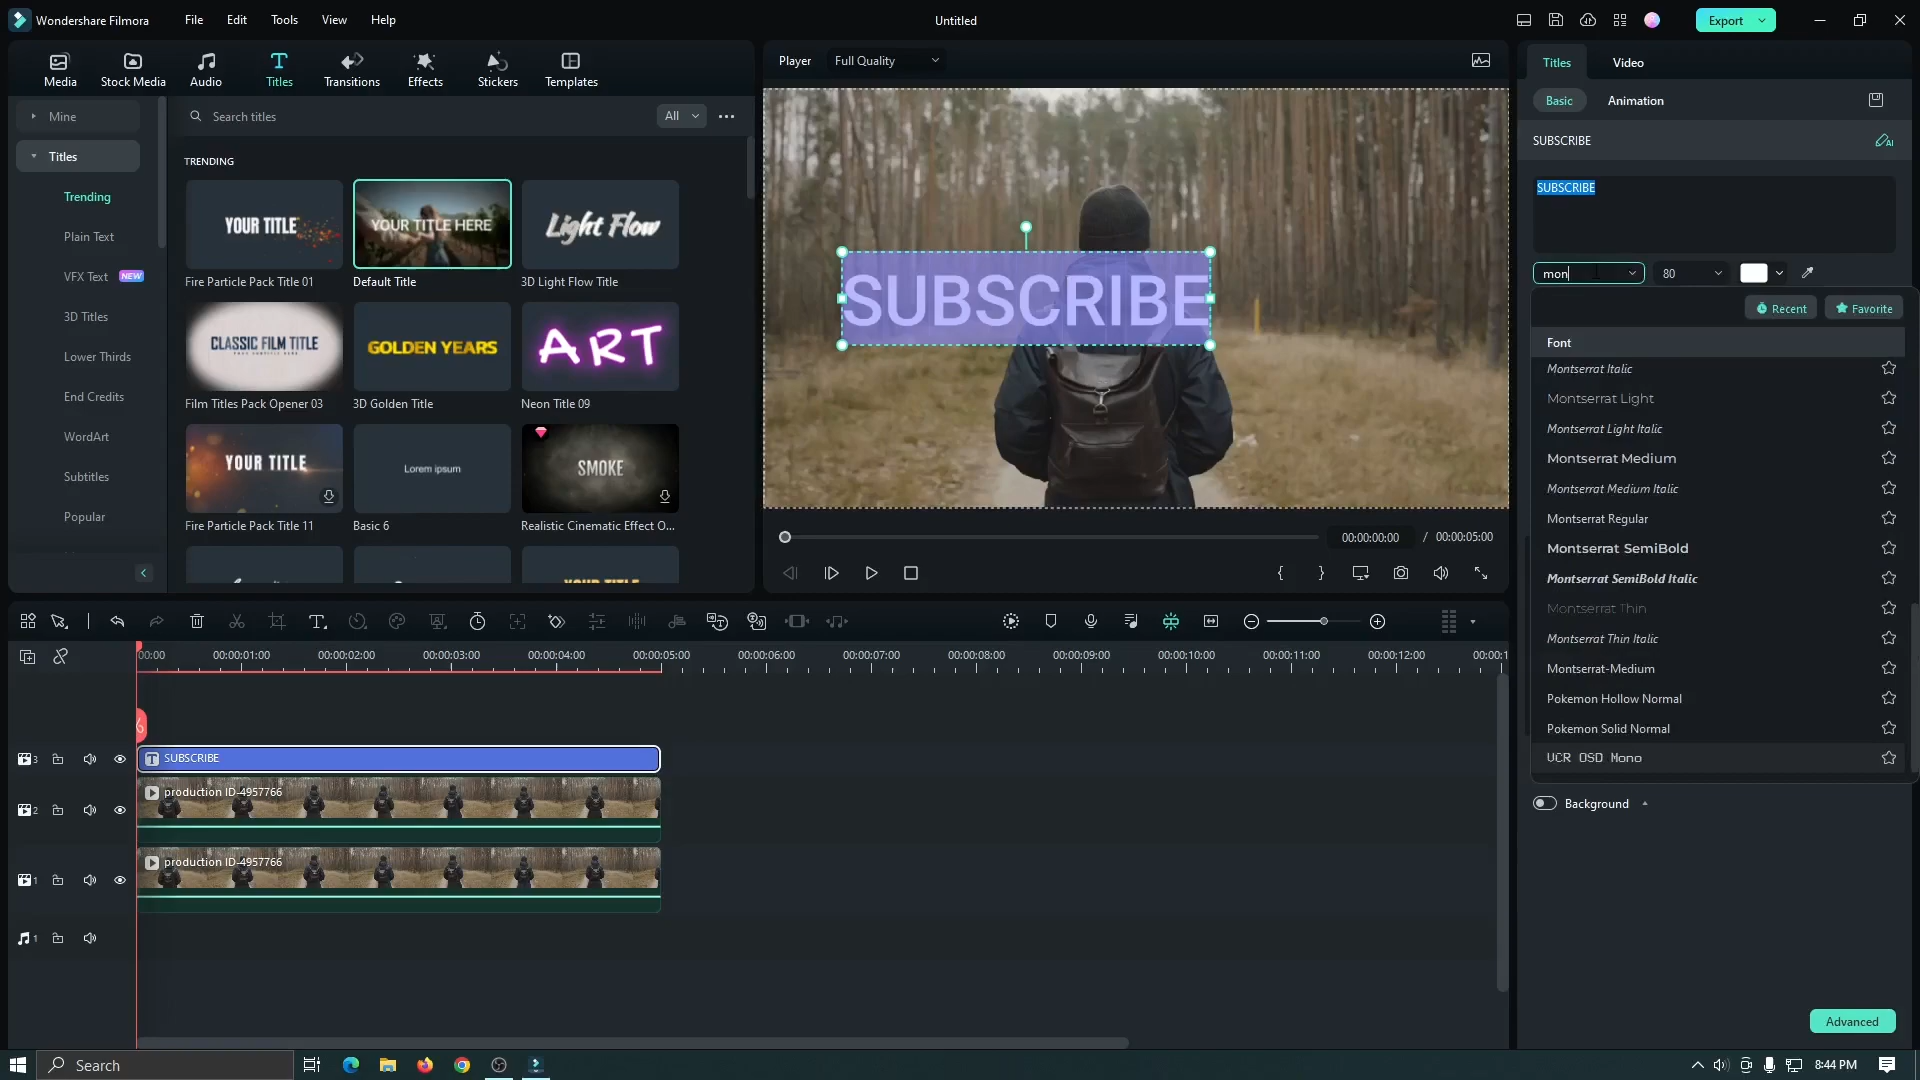 Wondershare Filmora
File
Edit
Tools
View
Help
Untitled
Export
Media
Stock Media
Audio
Titles
Transitions
Effects
Stickers
Templates
Player
Full Quality
Titles
Video
Basic
Animation
Mine
Search titles
All
SUBSCRIBE
AI
Titles
TRENDING
SUBSCRIBE
Trending
Plain Text
VFX Text NEW
3D Titles
Lower Thirds
End Credits
WordArt
Subtitles
Popular
YOUR TITLE
Fire Particle Pack Title 01
YOUR TITLE HERE
Default Title
Light Flow
3D Light Flow Title
CLASSIC FILM TITLE
Film Titles Pack Opener 03
GOLDEN YEARS
3D Golden Title
ART
Neon Title 09
YOUR TITLE
Fire Particle Pack Title 11
Lorem ipsum
Basic 6
SMOKE
Realistic Cinematic Effect O...
SUBSCRIBE
00:00:00:00 / 00:00:05:00
mon
80
Recent
Favorite
Font
Montserrat Italic
Montserrat Light
Montserrat Light Italic
Montserrat Medium
Montserrat Medium Italic
Montserrat Regular
Montserrat SemiBold
Montserrat SemiBold Italic
Montserrat Thin
Montserrat Thin Italic
Montserrat-Medium
Pokemon Hollow Normal
Pokemon Solid Normal
UCR OSD Mono
Background
Advanced
00:00
00:00:01:00
00:00:02:00
00:00:03:00
00:00:04:00
00:00:05:00
00:00:06:00
00:00:07:00
00:00:08:00
00:00:09:00
00:00:10:00
00:00:11:00
00:00:12:00
00:00:1
3
SUBSCRIBE
2
production ID-4957766
1
production ID-4957766
1
Search
8:44 PM